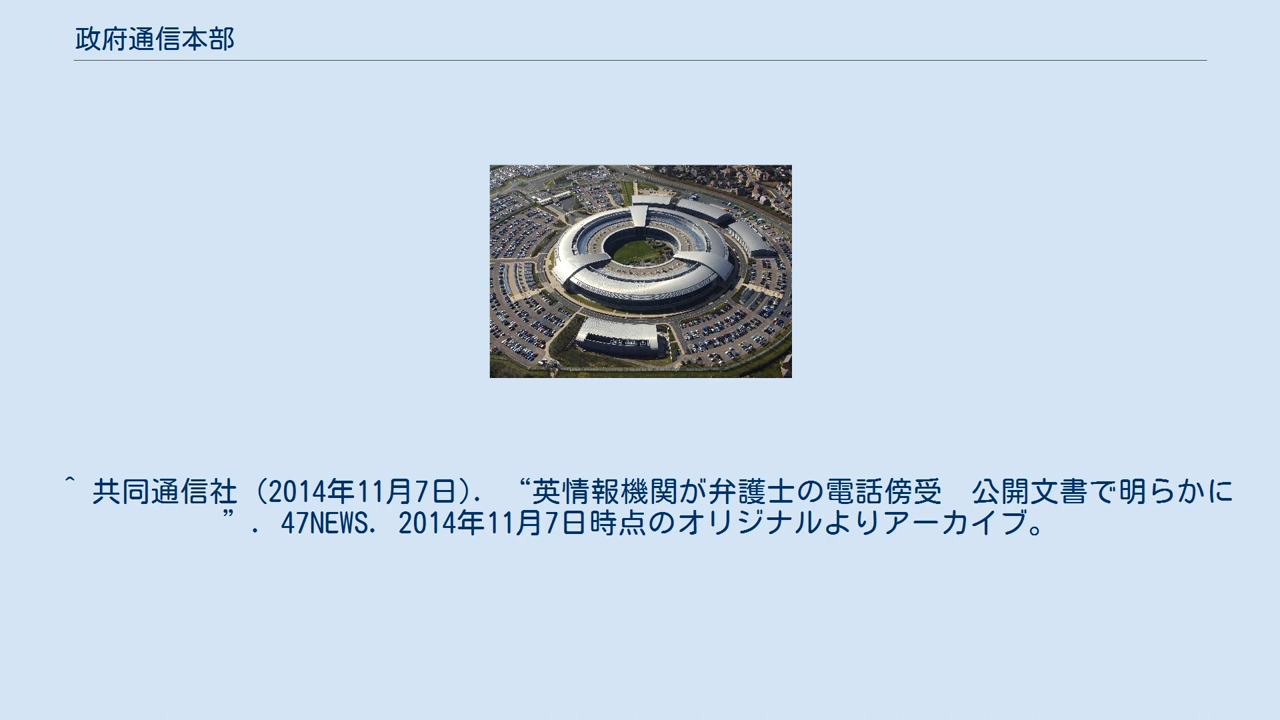 政府通信本部
^ 共同通信社 (2014年11月7日). “英情報機関が弁護士の電話傍受　公開文書で明らかに
”. 47NEWS. 2014年11月7日時点のオリジナルよりアーカイブ。